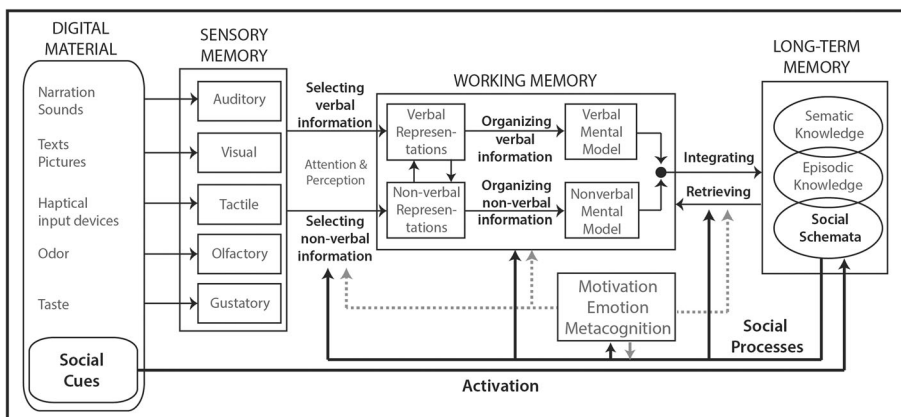 DIGITAL
MATERIAL
Narration
Sounds
Texts
Pictures
Haptical
input devices
Odor
Taste
Social
Cues
SENSORY
MEMORY
Auditory
Visual
Tactile
Olfactory
Gustatory
Selecting
verbal
information
Attention &
Perception
Selecting
non-verbal
information
WORKING MEMORY
Verbal
Represen-
tations
Non-verbal
Represen-
tations
Organizing
verbal
information
Organizing
non-verbal
information
Verbal
Mental
Model
Nonverbal
Mental
Model
Integrating
Retrieving
LONG-TERM
MEMORY
Sematic
Knowledge
Episodic
Knowledge
Social
Schemata
Motivation
Emotion
Metacognition
Social
Processes
Activation